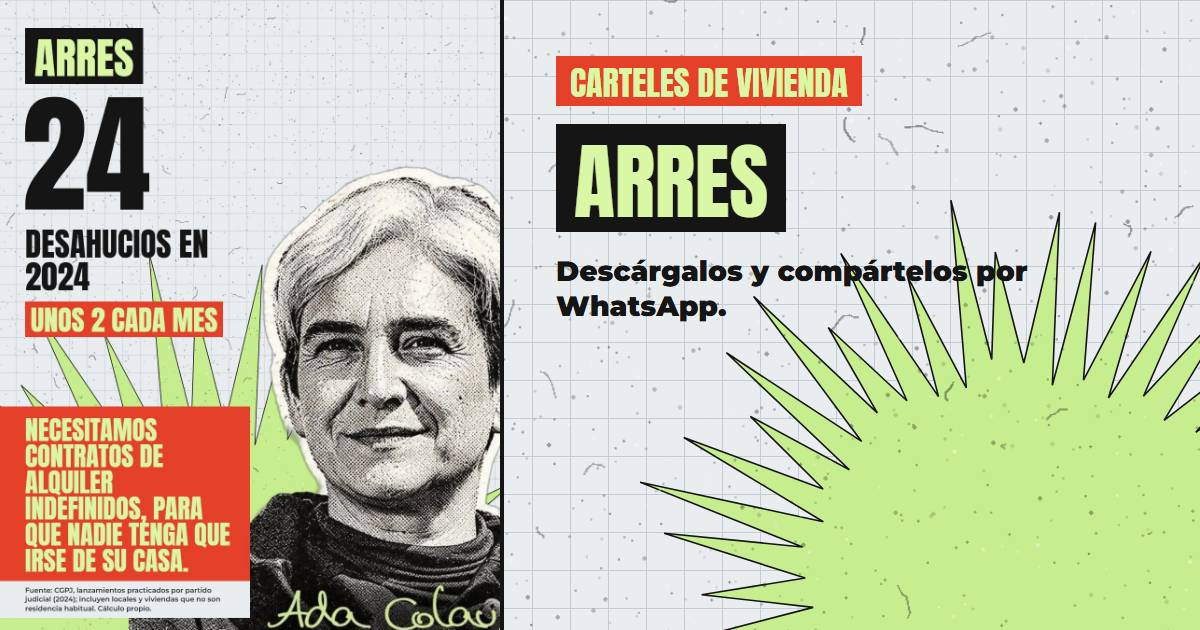 ARRES
24
DESAHUCIOS EN
2024
UNOS 2 CADA MES
NECESITAMOS
CONTRATOS DE
ALQUILER
INDEFINIDOS, PARA
QUE NADIE TENGA QUE
IRSE DE SU CASA.
Fuente: CGPJ, lanzamientos practicados por partido
judicial (2024); incluyen locales y viviendas que no son
residencia habitual. Cálculo propio.
Ada Colau
CARTELES DE VIVIENDA
ARRES
Descárgalos y compártelos por
WhatsApp.